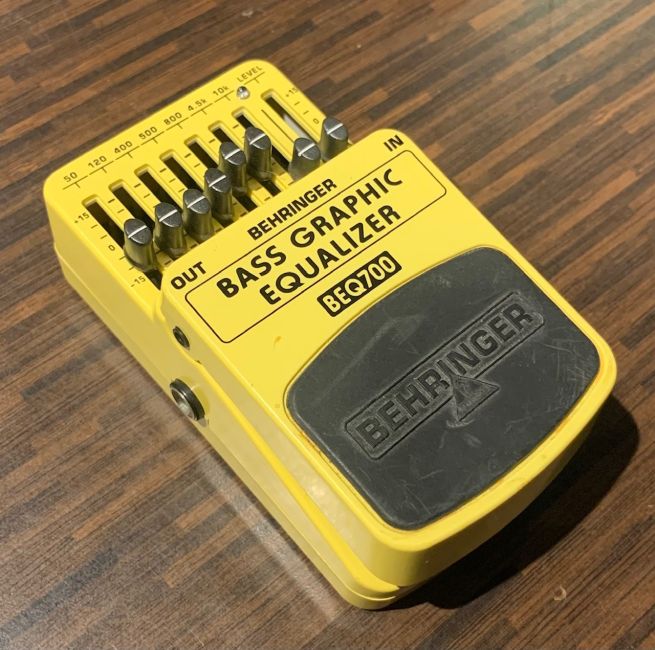 50 120 400 500 800 4.5k 10k LEVEL
+15 +15
0 0
-15
OUT IN
BEHRINGER
BASS GRAPHIC
EQUALIZER
BEQ700
BEHRINGER